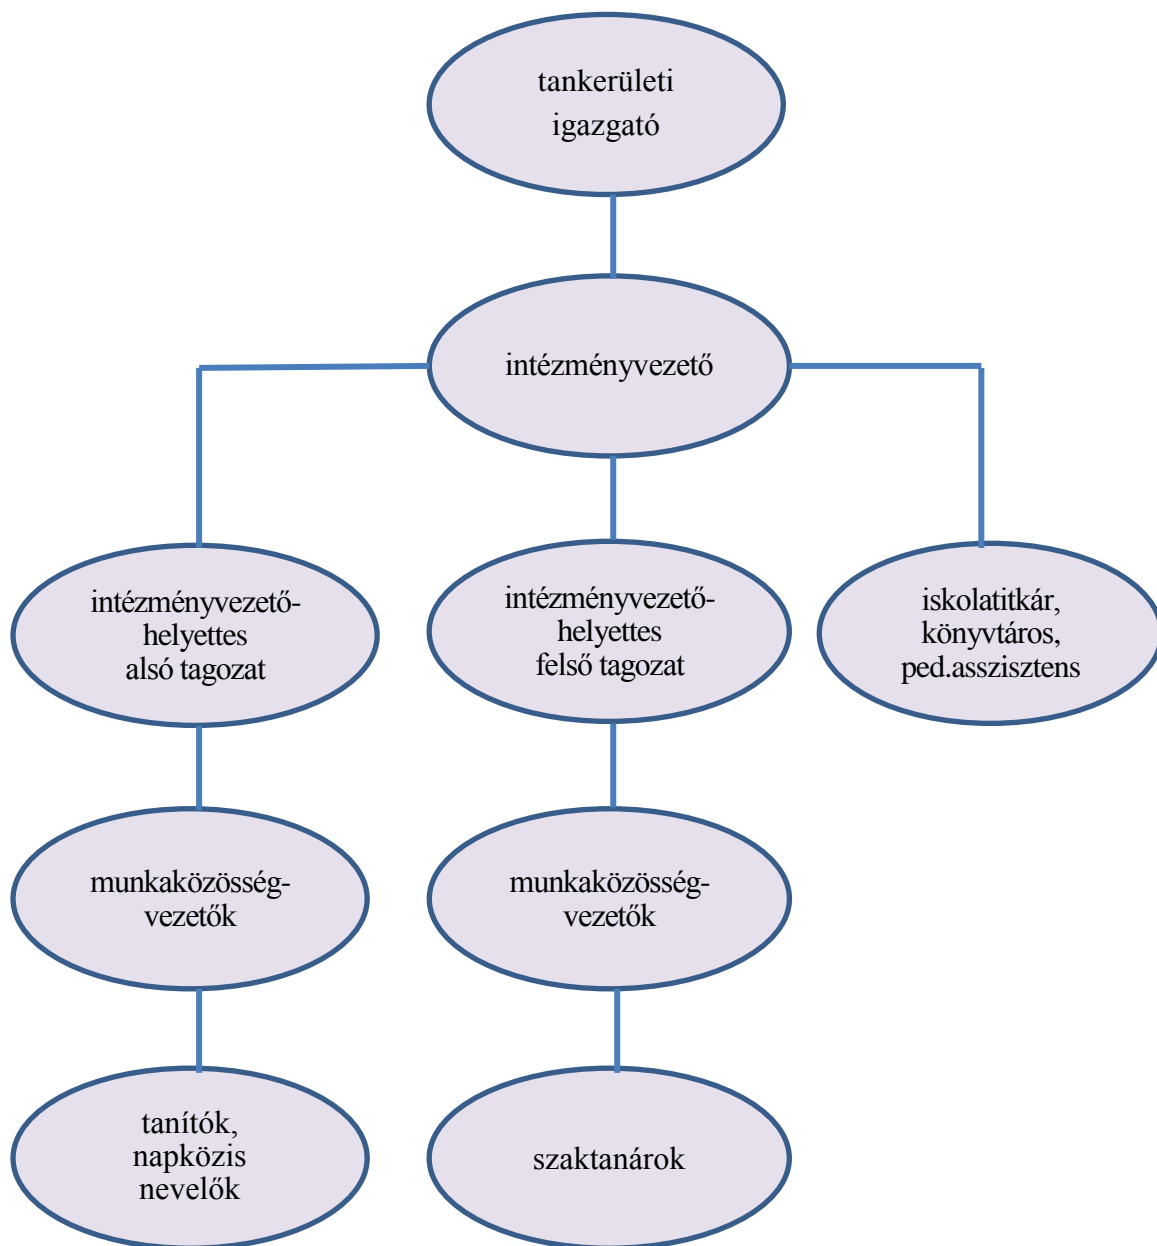 tankerületi
igazgató
intézményvezető
intézményvezető-
helyettes
alsó tagozat
intézményvezető-
helyettes
felső tagozat
iskolatitkár,
könyvtáros,
ped.asszisztens
munkaközösség-
vezetők
munkaközösség-
vezetők
tanítók,
napközis
nevelők
szaktanárok